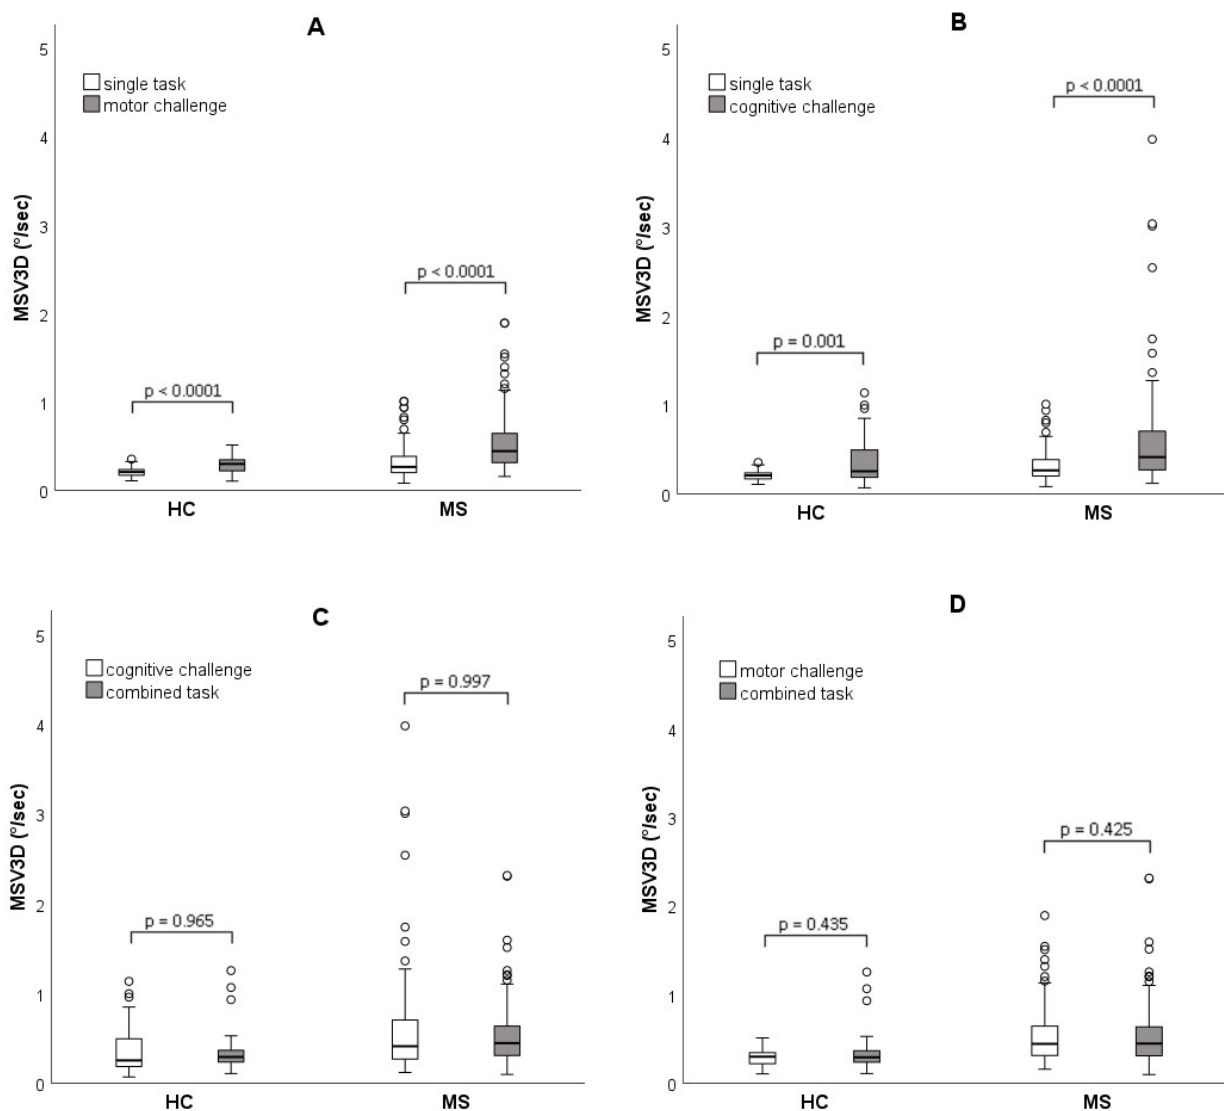 A
5
single task
motor challenge
4
3
2
1
0
MSV3D (°/sec)
p < 0.0001
p < 0.0001
HC
MS
B
5
single task
cognitive challenge
4
3
2
1
0
MSV3D (°/sec)
p < 0.0001
p = 0.001
HC
MS
C
5
cognitive challenge
combined task
4
3
2
1
0
MSV3D (°/sec)
p = 0.997
p = 0.965
HC
MS
D
5
motor challenge
combined task
4
3
2
1
0
MSV3D (°/sec)
p = 0.425
p = 0.435
HC
MS